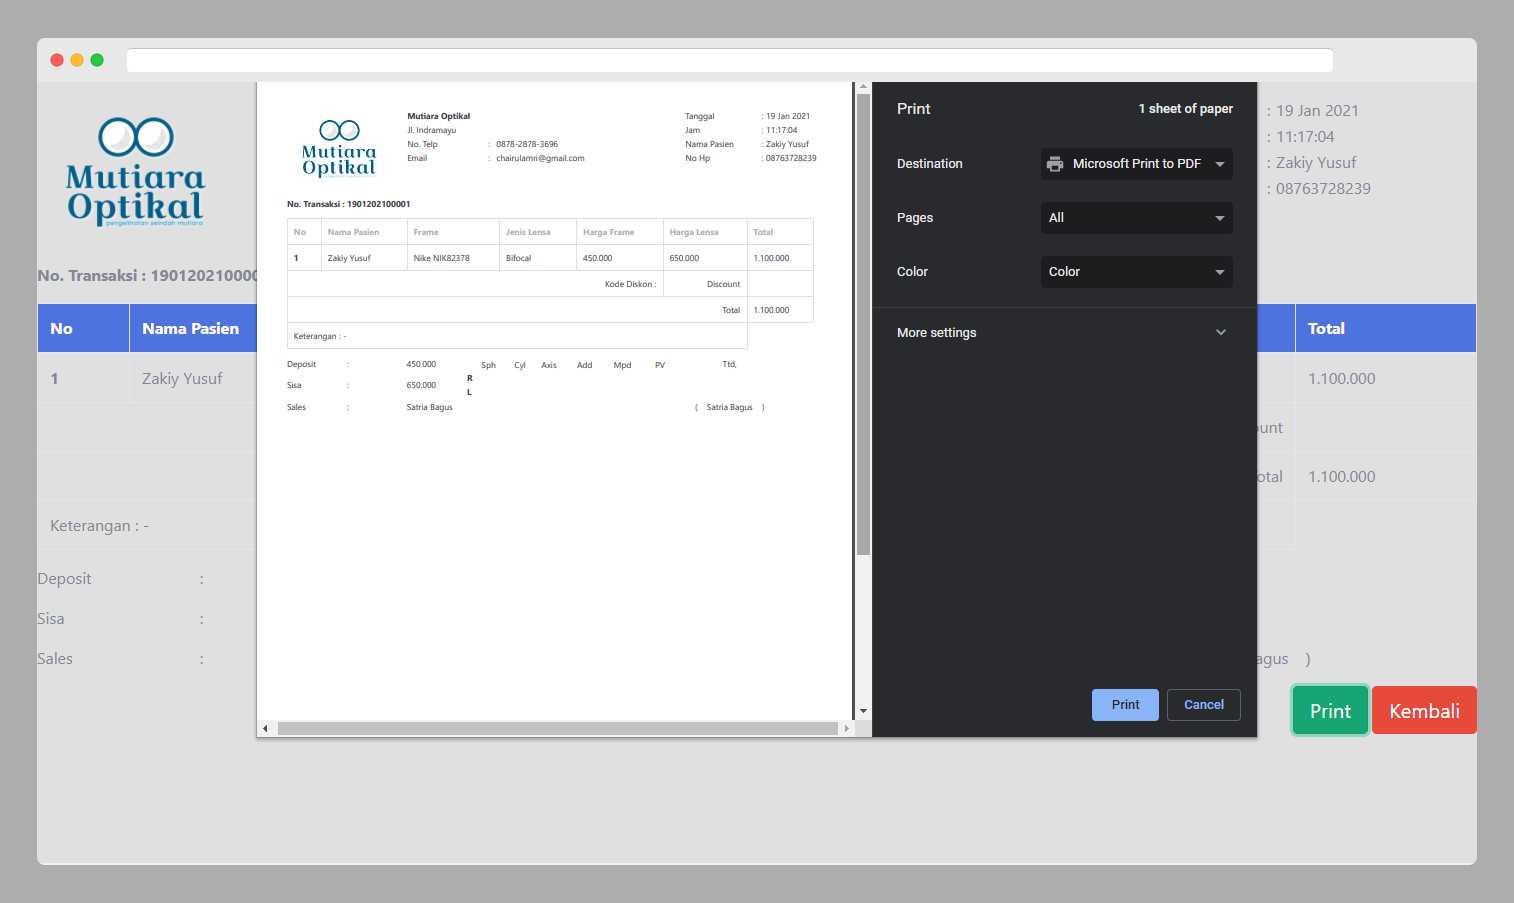 Mutiara
Optikal
pengelihatan seindah mutiara
: 19 Jan 2021
: 11:17:04
: Zakiy Yusuf
: 08763728239
No. Transaksi : 190120210000
No Nama Pasien Total
1 Zakiy Yusuf 1.100.000
ount
otal 1.100.000
Keterangan : -
Deposit :
Sisa :
Sales : agus )
Print Kembali
Mutiara
Optikal
Mutiara Optikal
Jl. Indramayu
No. Telp : 0878-2878-3696
Email : chairulamri@gmail.com
Tanggal : 19 Jan 2021
Jam : 11:17:04
Nama Pasien : Zakiy Yusuf
No Hp : 08763728239
No. Transaksi : 1901202100001
No Nama Pasien Frame Jenis Lensa Harga Frame Harga Lensa Total
1 Zakiy Yusuf Nike NIK82378 Bifocal 450.000 650.000 1.100.000
Kode Diskon : Discount
Total 1.100.000
Keterangan : -
Deposit : 450.000 Sph Cyl Axis Add Mpd PV Ttd,
R
Sisa : 650.000
L
Sales : Satria Bagus ( Satria Bagus )
Print 1 sheet of paper
Destination Microsoft Print to PDF
Pages All
Color Color
More settings
Print Cancel